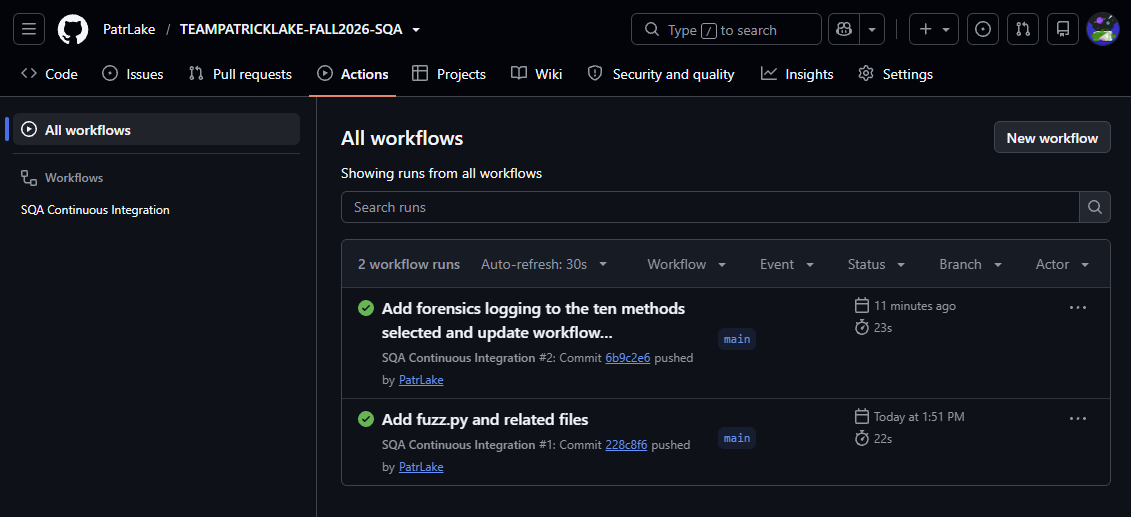 PatrLake / TEAMPATRICKLAKE-FALL2026-SQA
Type / to search
Code
Issues
Pull requests
Actions
Projects
Wiki
Security and quality
Insights
Settings
All workflows
Workflows
SQA Continuous Integration
All workflows
New workflow
Showing runs from all workflows
Search runs
2 workflow runs
Auto-refresh: 30s
Workflow
Event
Status
Branch
Actor
Add forensics logging to the ten methods
selected and update workflow...
SQA Continuous Integration #2: Commit 6b9c2e6 pushed
by PatrLake
main
11 minutes ago
23s
Add fuzz.py and related files
SQA Continuous Integration #1: Commit 228c8f6 pushed
by PatrLake
main
Today at 1:51 PM
22s